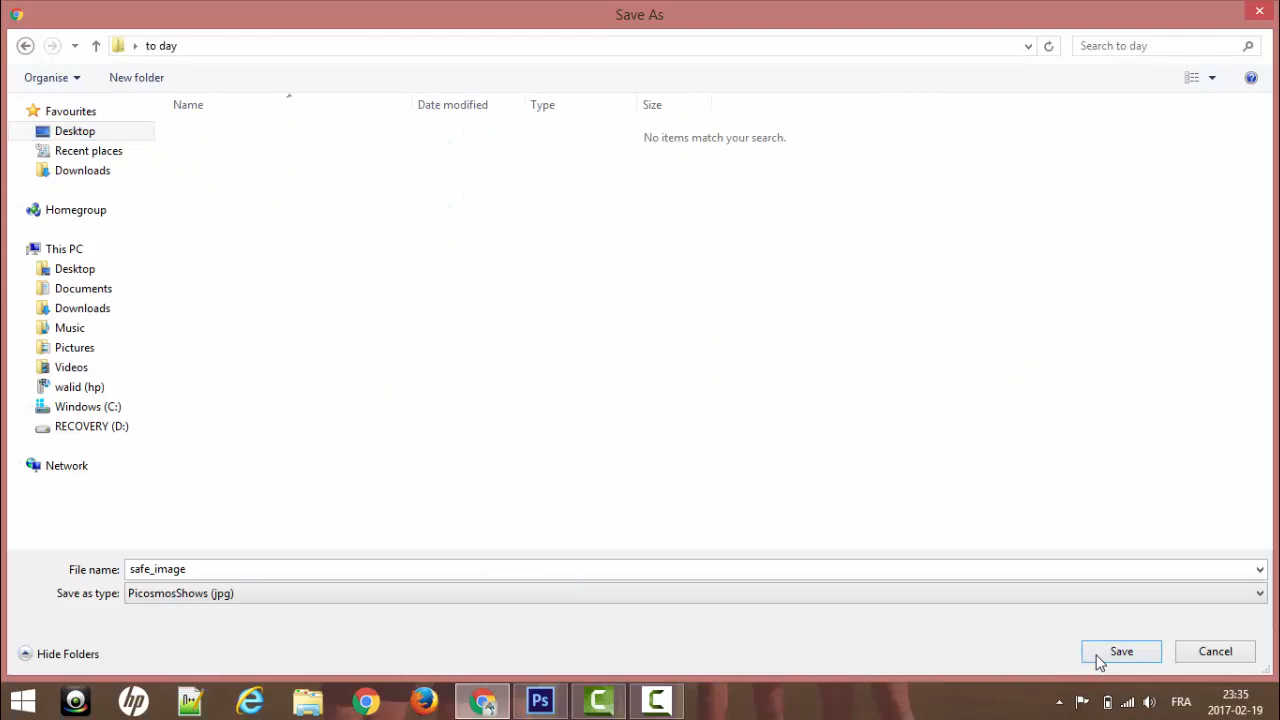 Save As
to day
Search to day
Organise
New folder
Name
Date modified
Type
Size
No items match your search.
Favourites
Desktop
Recent places
Downloads
Homegroup
This PC
Desktop
Documents
Downloads
Music
Pictures
Videos
walid (hp)
Windows (C:)
RECOVERY (D:)
Network
File name: safe_image
Save as type: PicosmosShows (jpg)
Hide Folders
Save
Cancel
hp
Ps
FRA
23:35
2017-02-19